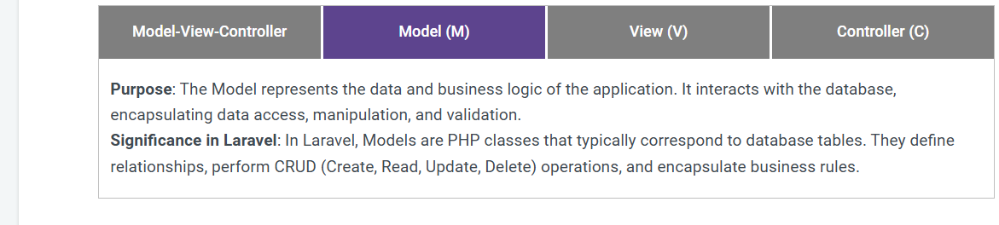 Model-View-Controller
Model (M)
View (V)
Controller (C)
Purpose: The Model represents the data and business logic of the application. It interacts with the database,
encapsulating data access, manipulation, and validation.
Significance in Laravel: In Laravel, Models are PHP classes that typically correspond to database tables. They define
relationships, perform CRUD (Create, Read, Update, Delete) operations, and encapsulate business rules.